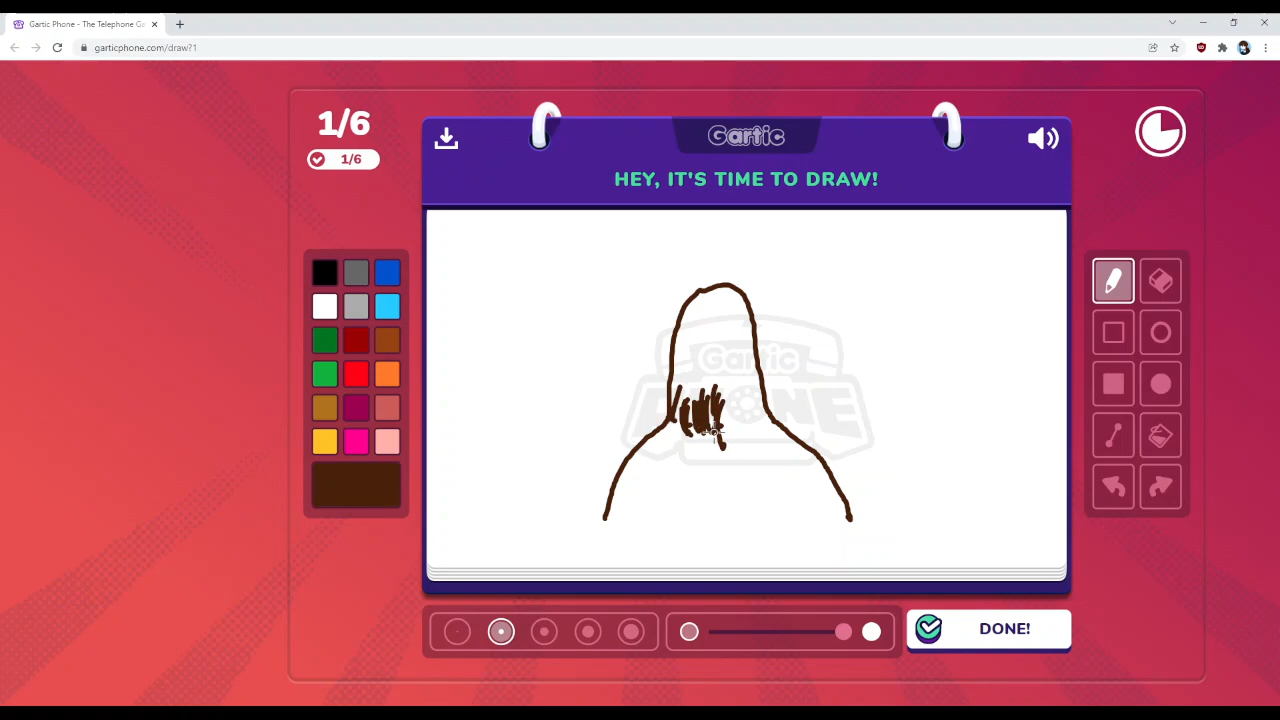 Gartic Phone - The Telephone Ga
garticphone.com/draw?1
1/6
1/6
Gartic
HEY, IT'S TIME TO DRAW!
Gartic
PHONE
DONE!